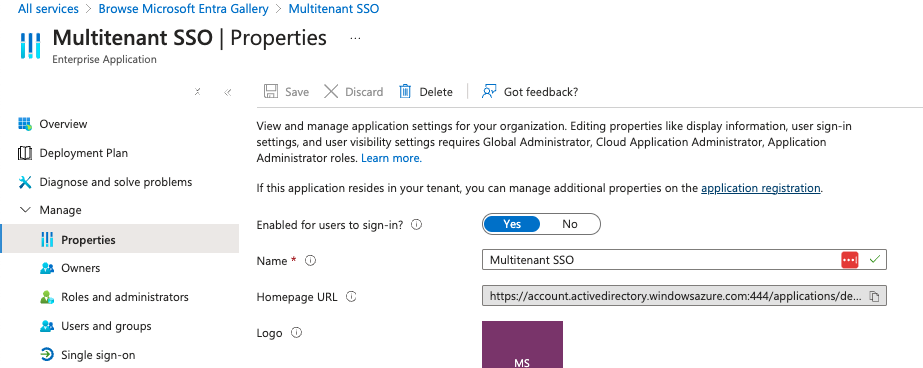 All services > Browse Microsoft Entra Gallery > Multitenant SSO >
Multitenant SSO | Properties ...
Enterprise Application
Save Discard Delete Got feedback?
Overview
Deployment Plan
Diagnose and solve problems
Manage
Properties
Owners
Roles and administrators
Users and groups
Single sign-on
View and manage application settings for your organization. Editing properties like display information, user sign-in
settings, and user visibility settings requires Global Administrator, Cloud Application Administrator, Application
Administrator roles. Learn more.
If this application resides in your tenant, you can manage additional properties on the application registration.
Enabled for users to sign-in? Yes No
Name * Multitenant SSO
Homepage URL https://account.activedirectory.windowsazure.com:444/applications/de...
Logo
MS